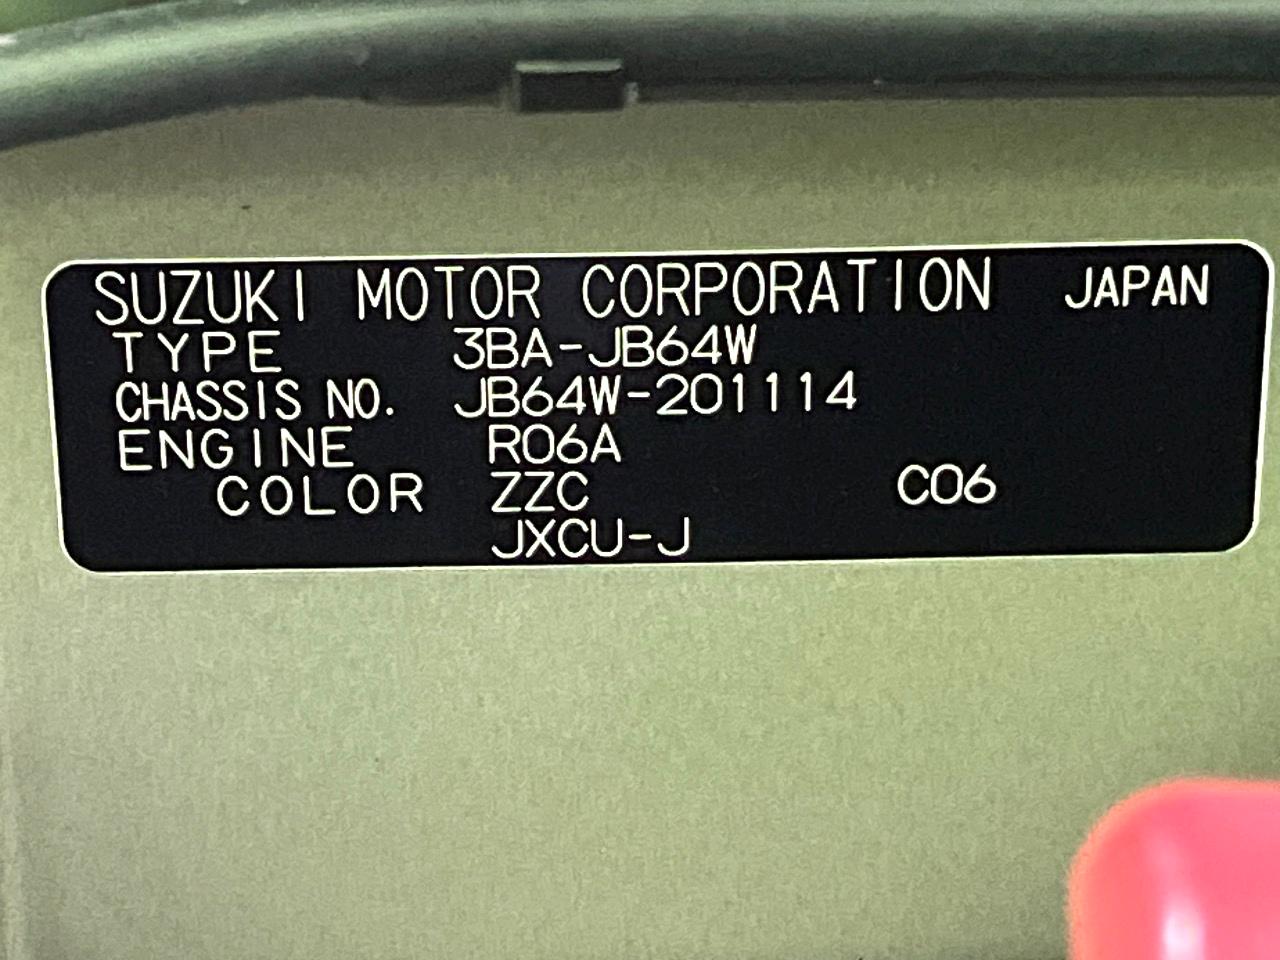 SUZUKI MOTOR CORPORATION JAPAN
TYPE 3BA-JB64W
CHASSIS NO. JB64W-201114
ENGINE R06A
COLOR ZZC C06
JXCU-J